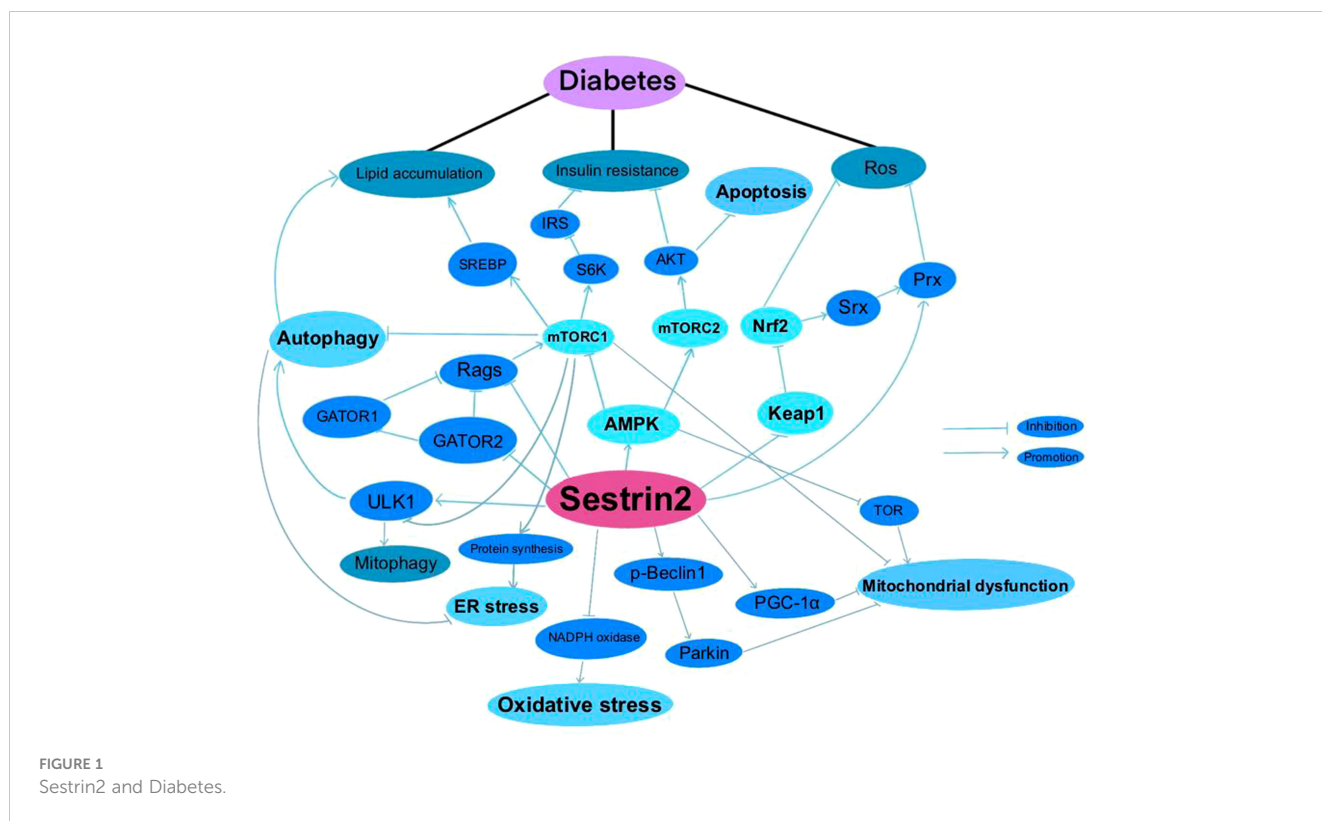 Diabetes
Lipid accumulation
Insulin resistance
Ros
Apoptosis
IRS
SREBP
S6K
AKT
Prx
Srx
Autophagy
mTORC1
mTORC2
Nrf2
Rags
GATOR1
AMPK
Keap1
GATOR2
Inhibition
Promotion
ULK1
Sestrin2
TOR
Protein synthesis
Mitophagy
p-Beclin1
Mitochondrial dysfunction
ER stress
PGC-1α
NADPH oxidase
Parkin
Oxidative stress
FIGURE 1
Sestrin2 and Diabetes.